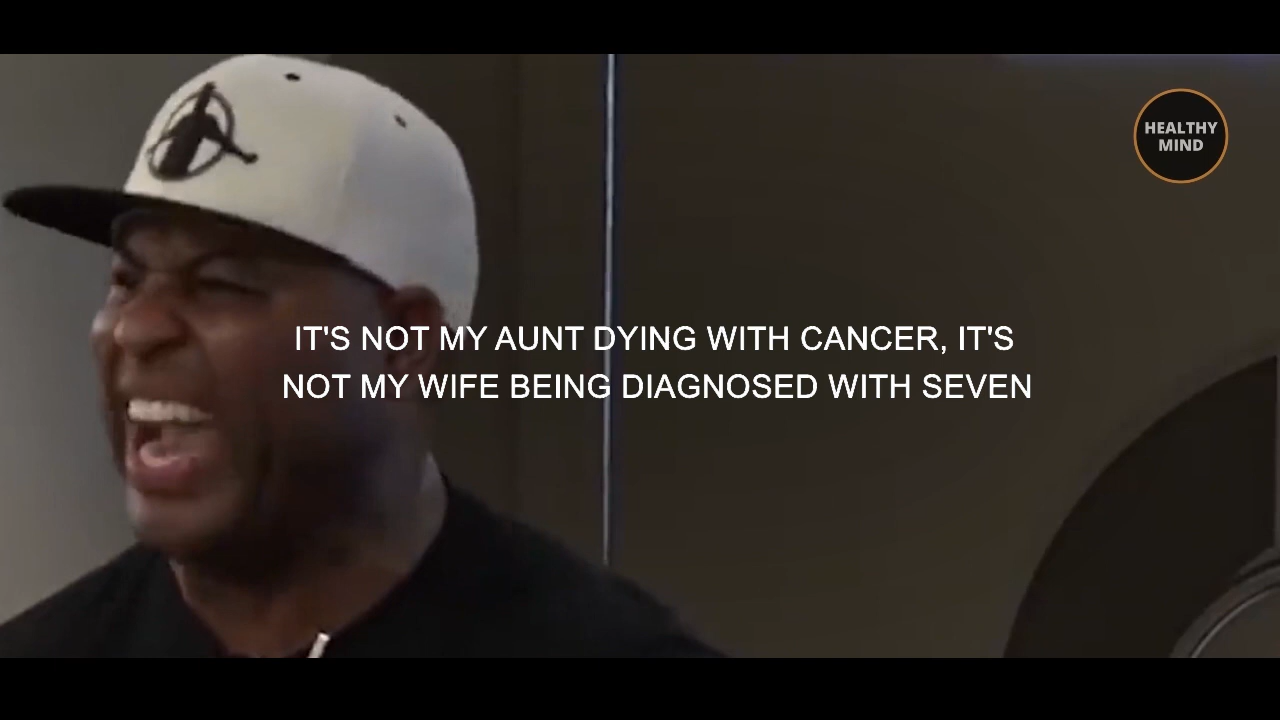 HEALTHY
MIND
IT'S NOT MY AUNT DYING WITH CANCER, IT'S
NOT MY WIFE BEING DIAGNOSED WITH SEVEN